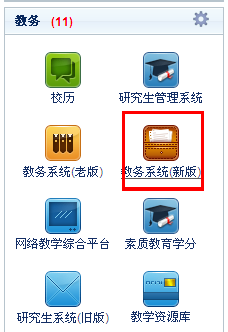 教务 (11)
校历 研究生管理系统
教务系统(老版) 教务系统(新版)
网络教学综合平台 素质教育学分
研究生系统(旧版) 教学资源库